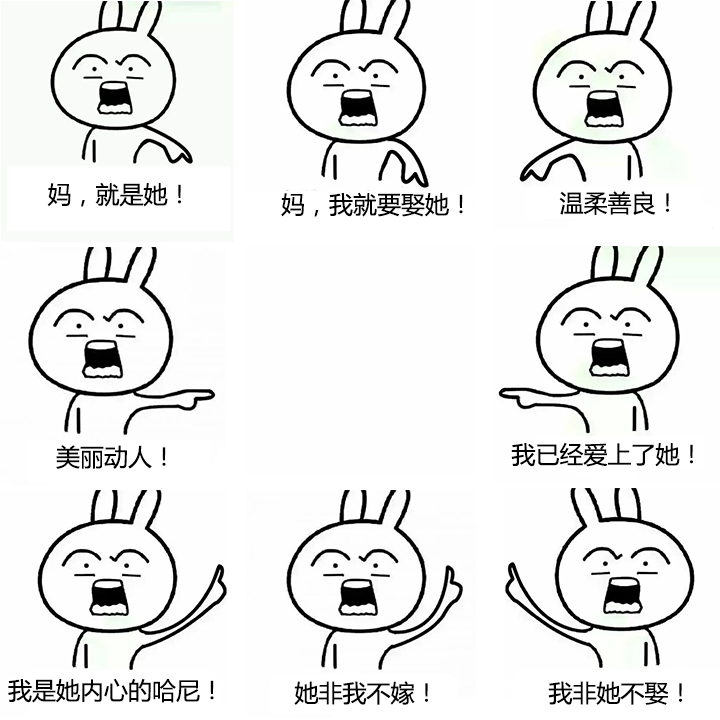 妈，就是她！
妈，我就要娶她！
温柔善良！
美丽动人！
我已经爱上了她！
我是她内心的哈尼！
她非我不嫁！
我非她不娶！